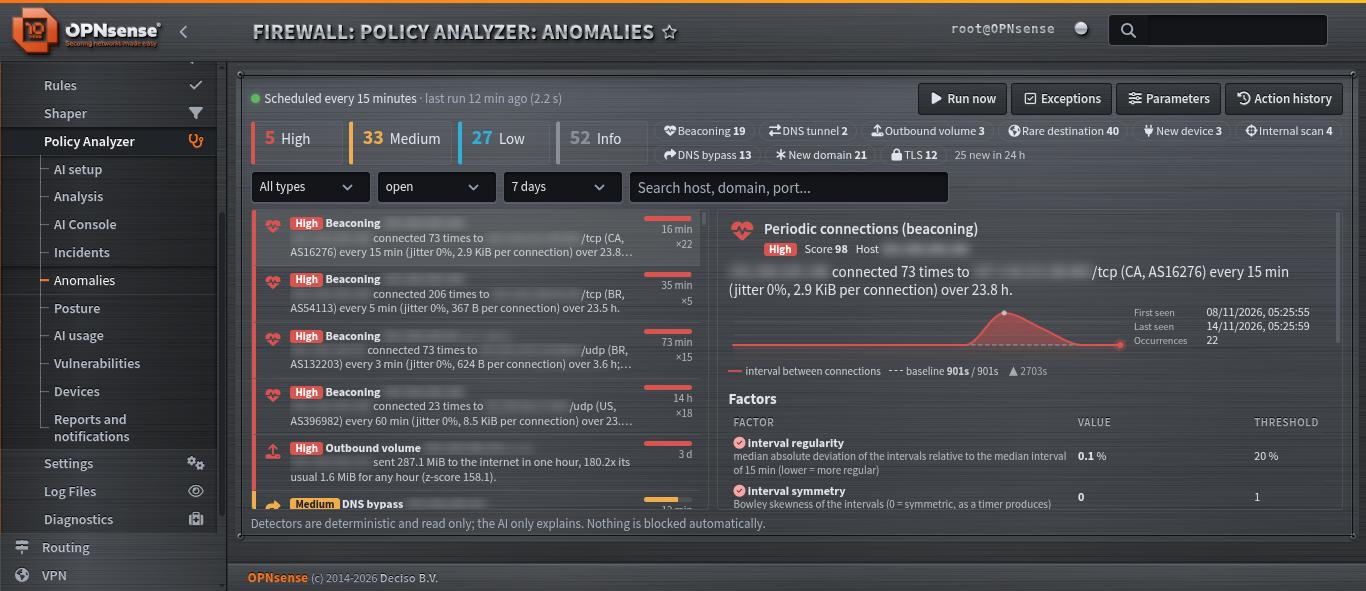 OPNsense®
Securing networks made easy
FIREWALL: POLICY ANALYZER: ANOMALIES
root@OPNsense
Rules
Shaper
Policy Analyzer
AI setup
Analysis
AI Console
Incidents
Anomalies
Posture
AI usage
Vulnerabilities
Devices
Reports and
notifications
Settings
Log Files
Diagnostics
Routing
VPN
Scheduled every 15 minutes · last run 12 min ago (2.2 s)
Run now
Exceptions
Parameters
Action history
5 High
33 Medium
27 Low
52 Info
Beaconing 19
DNS tunnel 2
Outbound volume 3
Rare destination 40
New device 3
Internal scan 4
DNS bypass 13
New domain 21
TLS 12
25 new in 24 h
All types
open
7 days
Search host, domain, port...
High Beaconing
16 min
connected 73 times to /tcp (CA,
×22
AS16276) every 15 min (jitter 0%, 2.9 KiB per connection) over 23.8…
High Beaconing
35 min
connected 206 times to /tcp (BR,
×5
AS54113) every 5 min (jitter 0%, 367 B per connection) over 23.5 h.
High Beaconing
73 min
connected 73 times to /udp (BR,
×15
AS132203) every 3 min (jitter 0%, 624 B per connection) over 3.6 h;…
High Beaconing
14 h
connected 23 times to /udp (US,
×18
AS396982) every 60 min (jitter 0%, 8.5 KiB per connection) over 23.…
High Outbound volume
3 d
sent 287.1 MiB to the internet in one hour, 180.2x its
usual 1.6 MiB for any hour (z-score 158.1).
Medium DNS bypass
12 min
Periodic connections (beaconing)
High Score 98 Host
connected 73 times to /tcp (CA, AS16276) every 15 min
(jitter 0%, 2.9 KiB per connection) over 23.8 h.
First seen 08/11/2026, 05:25:55
Last seen 14/11/2026, 05:25:59
Occurrences 22
interval between connections --- baseline 901s / 901s ▲ 2703s
Factors
FACTOR VALUE THRESHOLD
interval regularity
median absolute deviation of the intervals relative to the median interval 0.1 % 20 %
of 15 min (lower = more regular)
interval symmetry
Bowley skewness of the intervals (0 = symmetric, as a timer produces) 0 1
Detectors are deterministic and read only; the AI only explains. Nothing is blocked automatically.
OPNsense (c) 2014-2026 Deciso B.V.